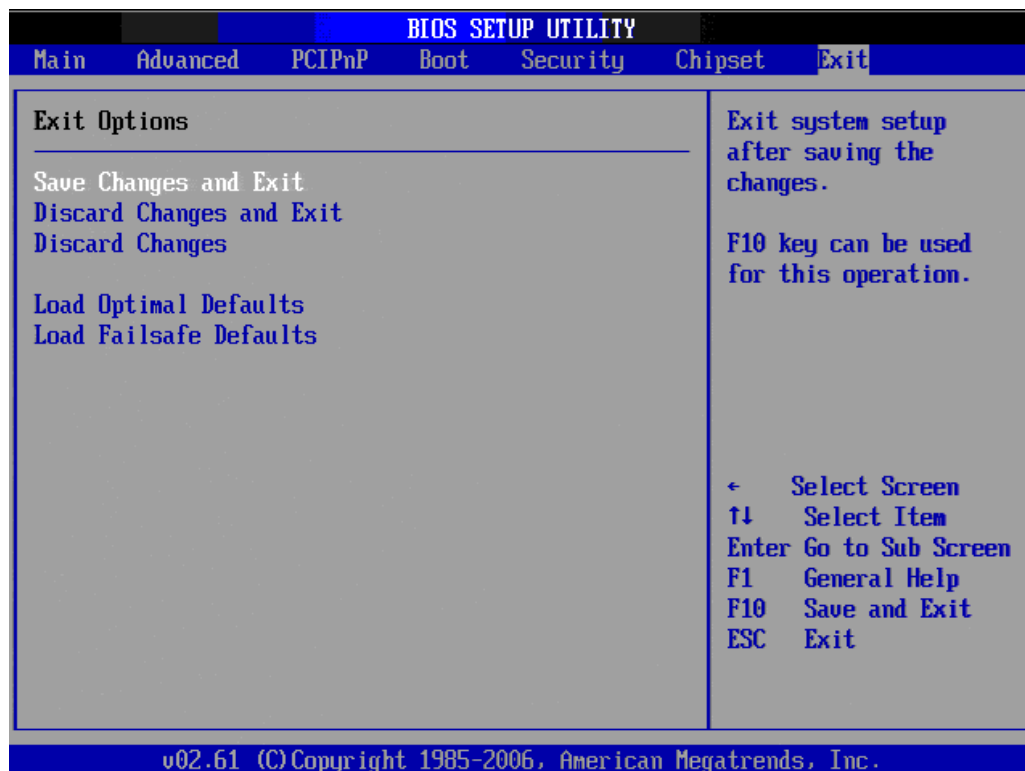 BIOS SETUP UTILITY
Main Advanced PCIPnP Boot Security Chipset Exit
Exit Options
Save Changes and Exit
Discard Changes and Exit
Discard Changes
Load Optimal Defaults
Load Failsafe Defaults
Exit system setup
after saving the
changes.
F10 key can be used
for this operation.
← Select Screen
↑↓ Select Item
Enter Go to Sub Screen
F1 General Help
F10 Save and Exit
ESC Exit
v02.61 (C)Copyright 1985-2006, American Megatrends, Inc.